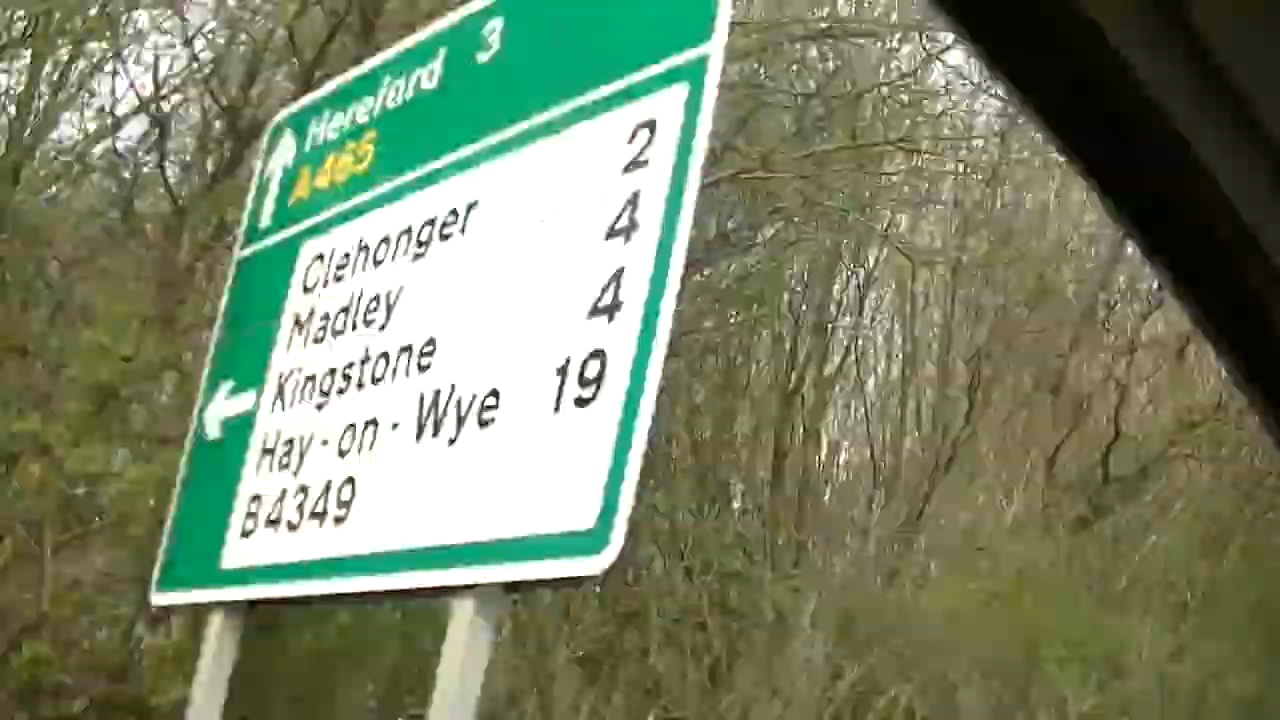 Hereford 3
A465
Clehonger 2
Madley 4
Kingstone 4
Hay-on-Wye 19
B4349